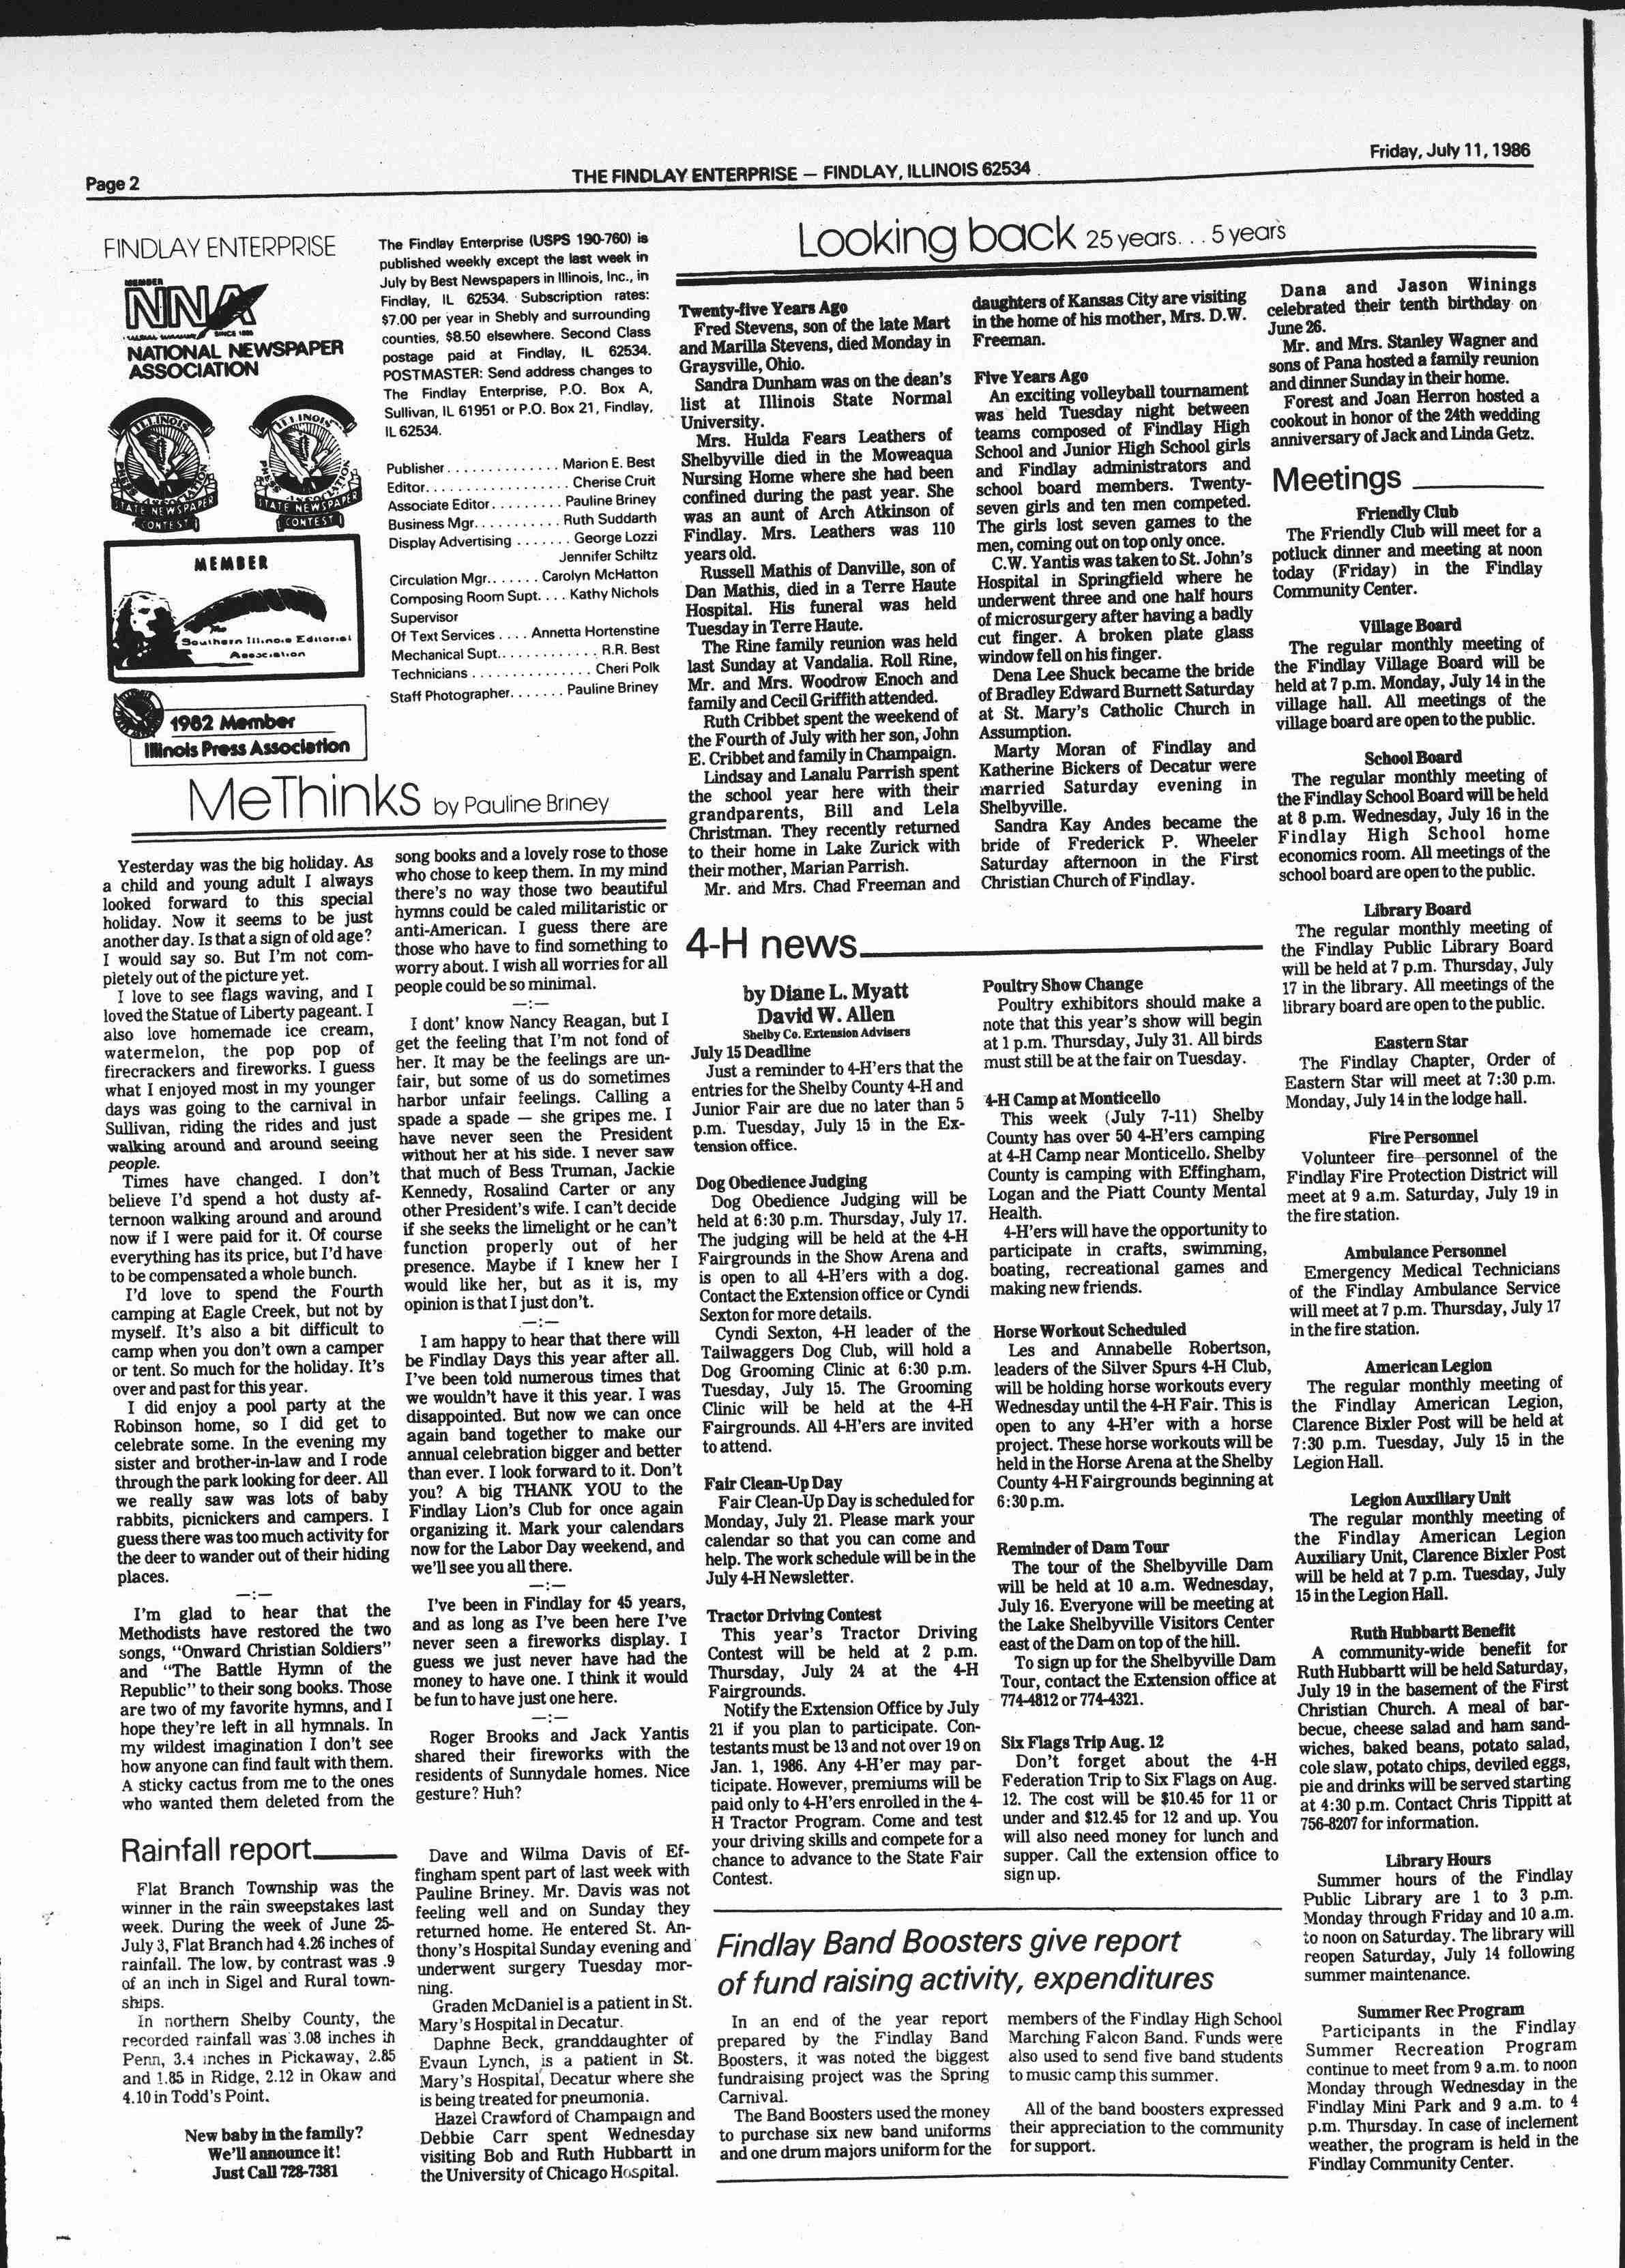 Page 2
THE FINDLAY ENTERPRISE — FINDLAY, ILLINOIS 62534
Friday, July 11, 1986
FINDLAY ENTERPRISE
MEMBER
NNA
SINCE 1885
NATIONAL NEWSPAPER
ASSOCIATION
ILLINOIS
PRESS ASSOCIATION
STATE NEWSPAPER
CONTEST
ILLINOIS
PRESS ASSOCIATION
STATE NEWSPAPER
CONTEST
MEMBER
The
Southern Illinois Editorial
Association
1982 Member
Illinois Press Association
The Findlay Enterprise (USPS 190-760) is
published weekly except the last week in
July by Best Newspapers in Illinois, Inc., in
Findlay, IL 62534. Subscription rates:
$7.00 per year in Shebly and surrounding
counties, $8.50 elsewhere. Second Class
postage paid at Findlay, IL 62534.
POSTMASTER: Send address changes to
The Findlay Enterprise, P.O. Box A,
Sullivan, IL 61951 or P.O. Box 21, Findlay,
IL 62534.
Publisher . . . . . . . . . . . . . . Marion E. Best
Editor. . . . . . . . . . . . . . . . . . Cherise Cruit
Associate Editor. . . . . . . . . Pauline Briney
Business Mgr. . . . . . . . . . . Ruth Suddarth
Display Advertising . . . . . . . George Lozzi
Jennifer Schiltz
Circulation Mgr. . . . . . . Carolyn McHatton
Composing Room Supt. . . . Kathy Nichols
Supervisor
Of Text Services . . . . Annetta Hortenstine
Mechanical Supt. . . . . . . . . . . . . R.R. Best
Technicians . . . . . . . . . . . . . . . Cheri Polk
Staff Photographer. . . . . . . Pauline Briney
MeThinks by Pauline Briney
Yesterday was the big holiday. As
a child and young adult I always
looked forward to this special
holiday. Now it seems to be just
another day. Is that a sign of old age?
I would say so. But I'm not com-
pletely out of the picture yet.
I love to see flags waving, and I
loved the Statue of Liberty pageant. I
also love homemade ice cream,
watermelon, the pop pop of
firecrackers and fireworks. I guess
what I enjoyed most in my younger
days was going to the carnival in
Sullivan, riding the rides and just
walking around and around seeing
people.
Times have changed. I don't
believe I'd spend a hot dusty af-
ternoon walking around and around
now if I were paid for it. Of course
everything has its price, but I'd have
to be compensated a whole bunch.
I'd love to spend the Fourth
camping at Eagle Creek, but not by
myself. It's also a bit difficult to
camp when you don't own a camper
or tent. So much for the holiday. It's
over and past for this year.
I did enjoy a pool party at the
Robinson home, so I did get to
celebrate some. In the evening my
sister and brother-in-law and I rode
through the park looking for deer. All
we really saw was lots of baby
rabbits, picnickers and campers. I
guess there was too much activity for
the deer to wander out of their hiding
places.
—:—
I'm glad to hear that the
Methodists have restored the two
songs, "Onward Christian Soldiers"
and "The Battle Hymn of the
Republic" to their song books. Those
are two of my favorite hymns, and I
hope they're left in all hymnals. In
my wildest imagination I don't see
how anyone can find fault with them.
A sticky cactus from me to the ones
who wanted them deleted from the
song books and a lovely rose to those
who chose to keep them. In my mind
there's no way those two beautiful
hymns could be caled militaristic or
anti-American. I guess there are
those who have to find something to
worry about. I wish all worries for all
people could be so minimal.
—:—
I dont' know Nancy Reagan, but I
get the feeling that I'm not fond of
her. It may be the feelings are un-
fair, but some of us do sometimes
harbor unfair feelings. Calling a
spade a spade — she gripes me. I
have never seen the President
without her at his side. I never saw
that much of Bess Truman, Jackie
Kennedy, Rosalind Carter or any
other President's wife. I can't decide
if she seeks the limelight or he can't
function properly out of her
presence. Maybe if I knew her I
would like her, but as it is, my
opinion is that I just don't.
—:—
I am happy to hear that there will
be Findlay Days this year after all.
I've been told numerous times that
we wouldn't have it this year. I was
disappointed. But now we can once
again band together to make our
annual celebration bigger and better
than ever. I look forward to it. Don't
you? A big THANK YOU to the
Findlay Lion's Club for once again
organizing it. Mark your calendars
now for the Labor Day weekend, and
we'll see you all there.
—:—
I've been in Findlay for 45 years,
and as long as I've been here I've
never seen a fireworks display. I
guess we just never have had the
money to have one. I think it would
be fun to have just one here.
—:—
Roger Brooks and Jack Yantis
shared their fireworks with the
residents of Sunnydale homes. Nice
gesture? Huh?
Rainfall report
Flat Branch Township was the
winner in the rain sweepstakes last
week. During the week of June 25-
July 3, Flat Branch had 4.26 inches of
rainfall. The low, by contrast was .9
of an inch in Sigel and Rural town-
ships.
In northern Shelby County, the
recorded rainfall was 3.08 inches in
Penn, 3.4 inches in Pickaway, 2.85
and 1.85 in Ridge, 2.12 in Okaw and
4.10 in Todd's Point.
New baby in the family?
We'll announce it!
Just Call 728-7381
Dave and Wilma Davis of Ef-
fingham spent part of last week with
Pauline Briney. Mr. Davis was not
feeling well and on Sunday they
returned home. He entered St. An-
thony's Hospital Sunday evening and
underwent surgery Tuesday mor-
ning.
Graden McDaniel is a patient in St.
Mary's Hospital in Decatur.
Daphne Beck, granddaughter of
Evaun Lynch, is a patient in St.
Mary's Hospital, Decatur where she
is being treated for pneumonia.
Hazel Crawford of Champaign and
Debbie Carr spent Wednesday
visiting Bob and Ruth Hubbartt in
the University of Chicago Hospital.
Looking back 25 years. . . 5 years
Twenty-five Years Ago
Fred Stevens, son of the late Mart
and Marilla Stevens, died Monday in
Graysville, Ohio.
Sandra Dunham was on the dean's
list at Illinois State Normal
University.
Mrs. Hulda Fears Leathers of
Shelbyville died in the Moweaqua
Nursing Home where she had been
confined during the past year. She
was an aunt of Arch Atkinson of
Findlay. Mrs. Leathers was 110
years old.
Russell Mathis of Danville, son of
Dan Mathis, died in a Terre Haute
Hospital. His funeral was held
Tuesday in Terre Haute.
The Rine family reunion was held
last Sunday at Vandalia. Roll Rine,
Mr. and Mrs. Woodrow Enoch and
family and Cecil Griffith attended.
Ruth Cribbet spent the weekend of
the Fourth of July with her son, John
E. Cribbet and family in Champaign.
Lindsay and Lanalu Parrish spent
the school year here with their
grandparents, Bill and Lela
Christman. They recently returned
to their home in Lake Zurick with
their mother, Marian Parrish.
Mr. and Mrs. Chad Freeman and
daughters of Kansas City are visiting
in the home of his mother, Mrs. D.W.
Freeman.
Five Years Ago
An exciting volleyball tournament
was held Tuesday night between
teams composed of Findlay High
School and Junior High School girls
and Findlay administrators and
school board members. Twenty-
seven girls and ten men competed.
The girls lost seven games to the
men, coming out on top only once.
C.W. Yantis was taken to St. John's
Hospital in Springfield where he
underwent three and one half hours
of microsurgery after having a badly
cut finger. A broken plate glass
window fell on his finger.
Dena Lee Shuck became the bride
of Bradley Edward Burnett Saturday
at St. Mary's Catholic Church in
Assumption.
Marty Moran of Findlay and
Katherine Bickers of Decatur were
married Saturday evening in
Shelbyville.
Sandra Kay Andes became the
bride of Frederick P. Wheeler
Saturday afternoon in the First
Christian Church of Findlay.
Dana and Jason Winings
celebrated their tenth birthday on
June 26.
Mr. and Mrs. Stanley Wagner and
sons of Pana hosted a family reunion
and dinner Sunday in their home.
Forest and Joan Herron hosted a
cookout in honor of the 24th wedding
anniversary of Jack and Linda Getz.
4-H news
by Diane L. Myatt
David W. Allen
Shelby Co. Extension Advisers
July 15 Deadline
Just a reminder to 4-H'ers that the
entries for the Shelby County 4-H and
Junior Fair are due no later than 5
p.m. Tuesday, July 15 in the Ex-
tension office.
Dog Obedience Judging
Dog Obedience Judging will be
held at 6:30 p.m. Thursday, July 17.
The judging will be held at the 4-H
Fairgrounds in the Show Arena and
is open to all 4-H'ers with a dog.
Contact the Extension office or Cyndi
Sexton for more details.
Cyndi Sexton, 4-H leader of the
Tailwaggers Dog Club, will hold a
Dog Grooming Clinic at 6:30 p.m.
Tuesday, July 15. The Grooming
Clinic will be held at the 4-H
Fairgrounds. All 4-H'ers are invited
to attend.
Fair Clean-Up Day
Fair Clean-Up Day is scheduled for
Monday, July 21. Please mark your
calendar so that you can come and
help. The work schedule will be in the
July 4-H Newsletter.
Tractor Driving Contest
This year's Tractor Driving
Contest will be held at 2 p.m.
Thursday, July 24 at the 4-H
Fairgrounds.
Notify the Extension Office by July
21 if you plan to participate. Con-
testants must be 13 and not over 19 on
Jan. 1, 1986. Any 4-H'er may par-
ticipate. However, premiums will be
paid only to 4-H'ers enrolled in the 4-
H Tractor Program. Come and test
your driving skills and compete for a
chance to advance to the State Fair
Contest.
Poultry Show Change
Poultry exhibitors should make a
note that this year's show will begin
at 1 p.m. Thursday, July 31. All birds
must still be at the fair on Tuesday.
4-H Camp at Monticello
This week (July 7-11) Shelby
County has over 50 4-H'ers camping
at 4-H Camp near Monticello. Shelby
County is camping with Effingham,
Logan and the Piatt County Mental
Health.
4-H'ers will have the opportunity to
participate in crafts, swimming,
boating, recreational games and
making new friends.
Horse Workout Scheduled
Les and Annabelle Robertson,
leaders of the Silver Spurs 4-H Club,
will be holding horse workouts every
Wednesday until the 4-H Fair. This is
open to any 4-H'er with a horse
project. These horse workouts will be
held in the Horse Arena at the Shelby
County 4-H Fairgrounds beginning at
6:30 p.m.
Reminder of Dam Tour
The tour of the Shelbyville Dam
will be held at 10 a.m. Wednesday,
July 16. Everyone will be meeting at
the Lake Shelbyville Visitors Center
east of the Dam on top of the hill.
To sign up for the Shelbyville Dam
Tour, contact the Extension office at
774-4812 or 774-4321.
Six Flags Trip Aug. 12
Don't forget about the 4-H
Federation Trip to Six Flags on Aug.
12. The cost will be $10.45 for 11 or
under and $12.45 for 12 and up. You
will also need money for lunch and
supper. Call the extension office to
sign up.
Findlay Band Boosters give report
of fund raising activity, expenditures
In an end of the year report
prepared by the Findlay Band
Boosters, it was noted the biggest
fundraising project was the Spring
Carnival.
The Band Boosters used the money
to purchase six new band uniforms
and one drum majors uniform for the
members of the Findlay High School
Marching Falcon Band. Funds were
also used to send five band students
to music camp this summer.
All of the band boosters expressed
their appreciation to the community
for support.
Meetings
Friendly Club
The Friendly Club will meet for a
potluck dinner and meeting at noon
today (Friday) in the Findlay
Community Center.
Village Board
The regular monthly meeting of
the Findlay Village Board will be
held at 7 p.m. Monday, July 14 in the
village hall. All meetings of the
village board are open to the public.
School Board
The regular monthly meeting of
the Findlay School Board will be held
at 8 p.m. Wednesday, July 16 in the
Findlay High School home
economics room. All meetings of the
school board are open to the public.
Library Board
The regular monthly meeting of
the Findlay Public Library Board
will be held at 7 p.m. Thursday, July
17 in the library. All meetings of the
library board are open to the public.
Eastern Star
The Findlay Chapter, Order of
Eastern Star will meet at 7:30 p.m.
Monday, July 14 in the lodge hall.
Fire Personnel
Volunteer fire personnel of the
Findlay Fire Protection District will
meet at 9 a.m. Saturday, July 19 in
the fire station.
Ambulance Personnel
Emergency Medical Technicians
of the Findlay Ambulance Service
will meet at 7 p.m. Thursday, July 17
in the fire station.
American Legion
The regular monthly meeting of
the Findlay American Legion,
Clarence Bixler Post will be held at
7:30 p.m. Tuesday, July 15 in the
Legion Hall.
Legion Auxiliary Unit
The regular monthly meeting of
the Findlay American Legion
Auxiliary Unit, Clarence Bixler Post
will be held at 7 p.m. Tuesday, July
15 in the Legion Hall.
Ruth Hubbartt Benefit
A community-wide benefit for
Ruth Hubbartt will be held Saturday,
July 19 in the basement of the First
Christian Church. A meal of bar-
becue, cheese salad and ham sand-
wiches, baked beans, potato salad,
cole slaw, potato chips, deviled eggs,
pie and drinks will be served starting
at 4:30 p.m. Contact Chris Tippitt at
756-8207 for information.
Library Hours
Summer hours of the Findlay
Public Library are 1 to 3 p.m.
Monday through Friday and 10 a.m.
to noon on Saturday. The library will
reopen Saturday, July 14 following
summer maintenance.
Summer Rec Program
Participants in the Findlay
Summer Recreation Program
continue to meet from 9 a.m. to noon
Monday through Wednesday in the
Findlay Mini Park and 9 a.m. to 4
p.m. Thursday. In case of inclement
weather, the program is held in the
Findlay Community Center.